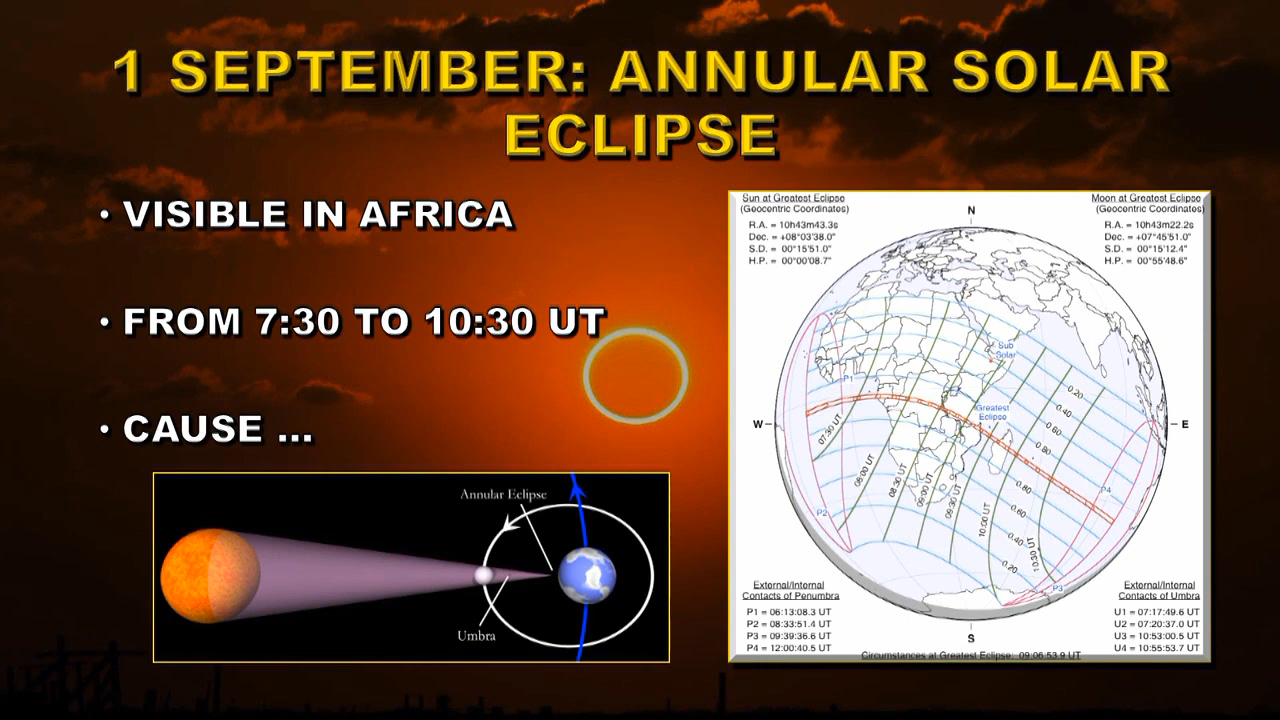 1 SEPTEMBER: ANNULAR SOLAR
ECLIPSE
• VISIBLE IN AFRICA
• FROM 7:30 TO 10:30 UT
• CAUSE ...
Annular Eclipse
Umbra
Sun at Greatest Eclipse
(Geocentric Coordinates)
R.A. = 10h43m43.3s
Dec. = +08°03'38.0"
S.D. = 00°15'51.0"
H.P. = 00°00'08.7"
Moon at Greatest Eclipse
(Geocentric Coordinates)
R.A. = 10h43m22.2s
Dec. = +07°45'51.0"
S.D. = 00°15'12.4"
H.P. = 00°55'48.6"
N
Sub
Solar
P1
Greatest
Eclipse
W
E
0.20
0.40
0.60
0.80
07:30 UT
08:00 UT
08:30 UT
09:00 UT
09:30 UT
10:00 UT
10:30 UT
0.80
0.60
0.40
0.20
P4
P2
P3
S
External/Internal
Contacts of Penumbra
P1 = 06:13:08.3 UT
P2 = 08:33:51.4 UT
P3 = 09:39:36.6 UT
P4 = 12:00:40.5 UT
External/Internal
Contacts of Umbra
U1 = 07:17:49.6 UT
U2 = 07:20:37.0 UT
U3 = 10:53:00.5 UT
U4 = 10:55:53.7 UT
Circumstances at Greatest Eclipse: 09:06:53.9 UT